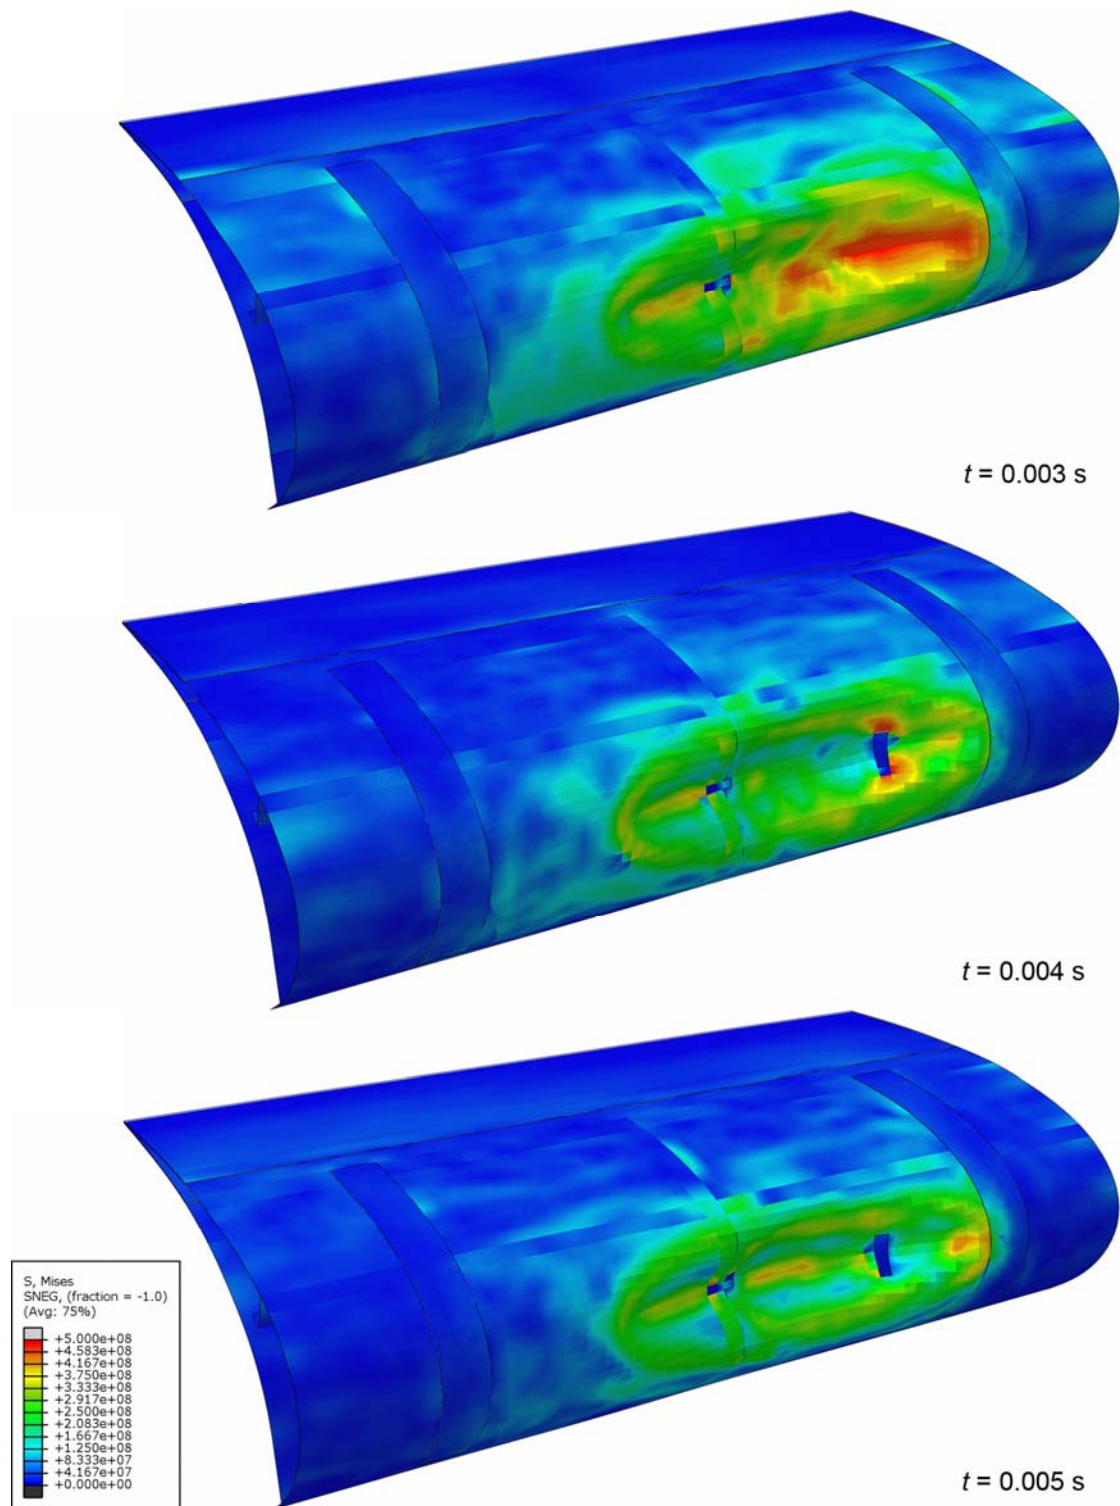 t = 0.003 s
t = 0.004 s
S, Mises
SNEG, (fraction = -1.0)
(Avg: 75%)
+5.000e+08
+4.583e+08
+4.167e+08
+3.750e+08
+3.333e+08
+2.917e+08
+2.500e+08
+2.083e+08
+1.667e+08
+1.250e+08
+8.333e+07
+4.167e+07
+0.000e+00
t = 0.005 s